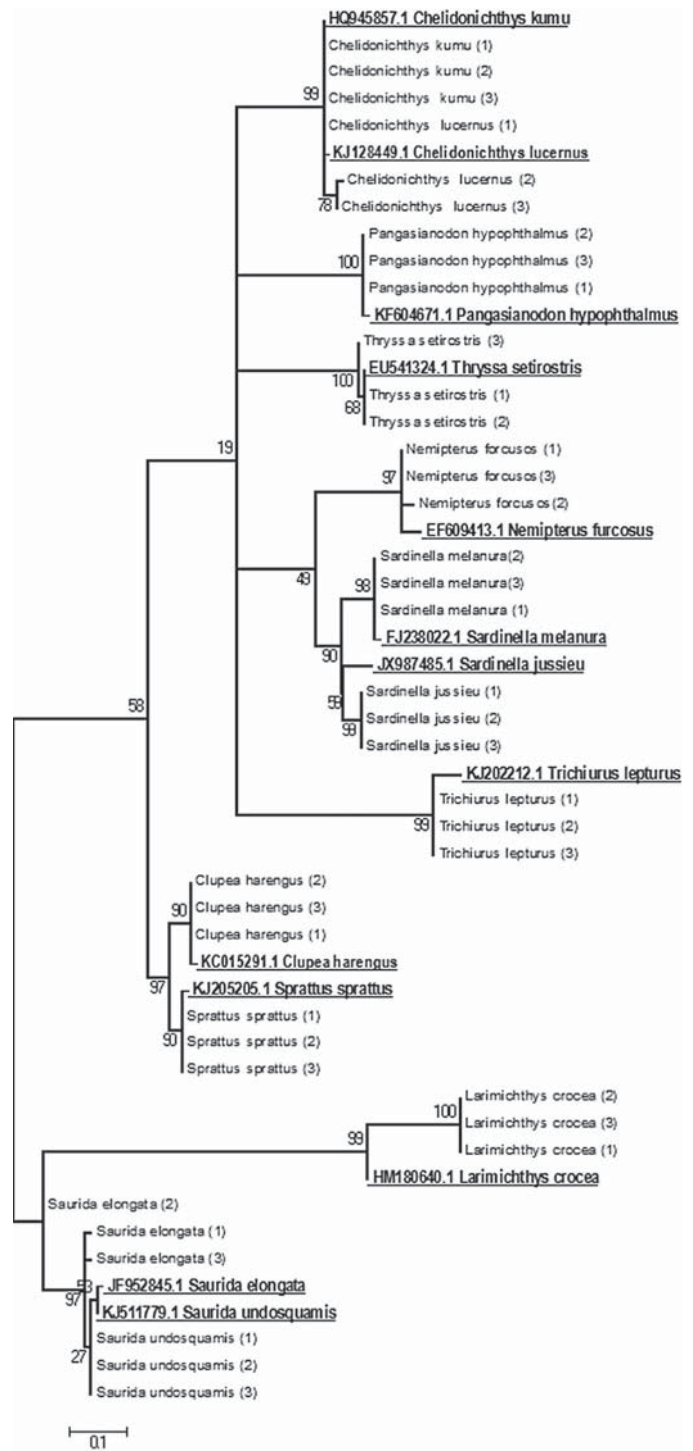 HQ945857.1 Chelidonichthys kumu
Chelidonichthys kumu (1)
Chelidonichthys kumu (2)
99
Chelidonichthys kumu (3)
Chelidonichthys lucernus (1)
KJ128449.1 Chelidonichthys lucernus
Chelidonichthys lucernus (2)
78
Chelidonichthys lucernus (3)
Pangasianodon hypophthalmus (2)
100
Pangasianodon hypophthalmus (3)
Pangasianodon hypophthalmus (1)
KF604671.1 Pangasianodon hypophthalmus
Thryssa setirostris (3)
EU541324.1 Thryssa setirostris
100
Thryssa setirostris (1)
68
Thryssa setirostris (2)
19
Nemipterus forcusos (1)
97
Nemipterus forcusos (3)
Nemipterus forcusos (2)
EF609413.1 Nemipterus furcosus
49
Sardinella melanura(2)
98
Sardinella melanura(3)
Sardinella melanura (1)
FJ238022.1 Sardinella melanura
90
JX987485.1 Sardinella jussieu
Sardinella jussieu (1)
59
Sardinella jussieu (2)
98
Sardinella jussieu (3)
58
KJ202212.1 Trichiurus lepturus
Trichiurus lepturus (1)
99
Trichiurus lepturus (2)
Trichiurus lepturus (3)
Clupea harengus (2)
90
Clupea harengus (3)
Clupea harengus (1)
KC015291.1 Clupea harengus
97
KJ205205.1 Sprattus sprattus
Sprattus sprattus (1)
90
Sprattus sprattus (2)
Sprattus sprattus (3)
Larimichthys crocea (2)
100
Larimichthys crocea (3)
99
Larimichthys crocea (1)
HM180640.1 Larimichthys crocea
Saurida elongata (2)
Saurida elongata (1)
Saurida elongata (3)
53
JF952845.1 Saurida elongata
97
KJ511779.1 Saurida undosquamis
Saurida undosquamis (1)
27
Saurida undosquamis (2)
Saurida undosquamis (3)
0.1